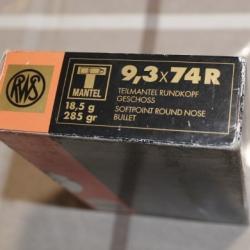 RWS
T
MANTEL
18,5 g
285 gr
9,3x74R
TEILMANTEL RUNDKOPF
GESCHOSS
SOFTPOINT ROUND NOSE
BULLET